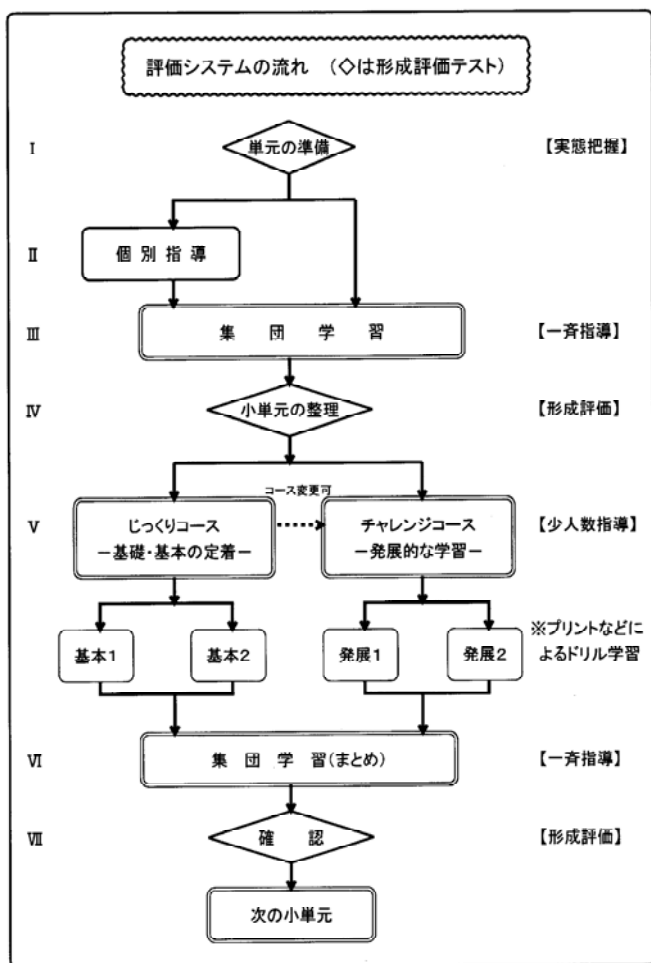 評価システムの流れ （◇は形成評価テスト）
Ⅰ 単元の準備 【実態把握】
Ⅱ 個別指導
Ⅲ 集団学習 【一斉指導】
Ⅳ 小単元の整理 【形成評価】
コース変更可
Ⅴ じっくりコース チャレンジコース 【少人数指導】
－基礎・基本の定着－ －発展的な学習－
基本1 基本2 発展1 発展2 ※プリントなどに
よるドリル学習
Ⅵ 集団学習(まとめ) 【一斉指導】
Ⅶ 確認 【形成評価】
次の小単元